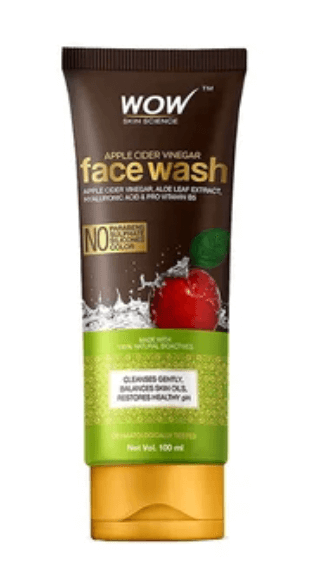 WOW
™
SKIN SCIENCE
APPLE CIDER VINEGAR
face wash
APPLE CIDER VINEGAR, ALOE LEAF EXTRACT,
HYALURONIC ACID & PRO VITAMIN B5
NO
PARABENS
SULPHATE
SILICONES
COLOR
MADE WITH
100% NATURAL BIOACTIVES
CLEANSES GENTLY,
BALANCES SKIN OILS,
RESTORES HEALTHY pH
DERMATOLOGICALLY TESTED
Net Vol. 100 ml